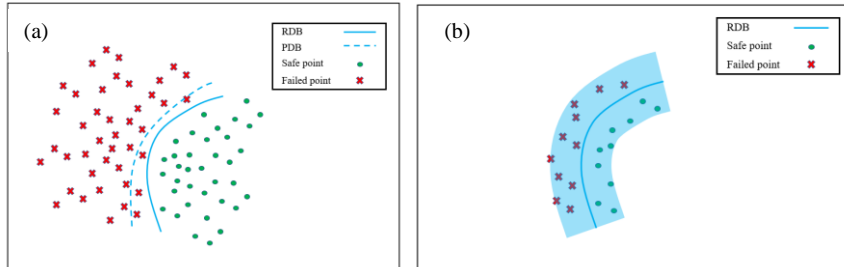 (a)
RDB
PDB
Safe point
Failed point
(b)
RDB
Safe point
Failed point